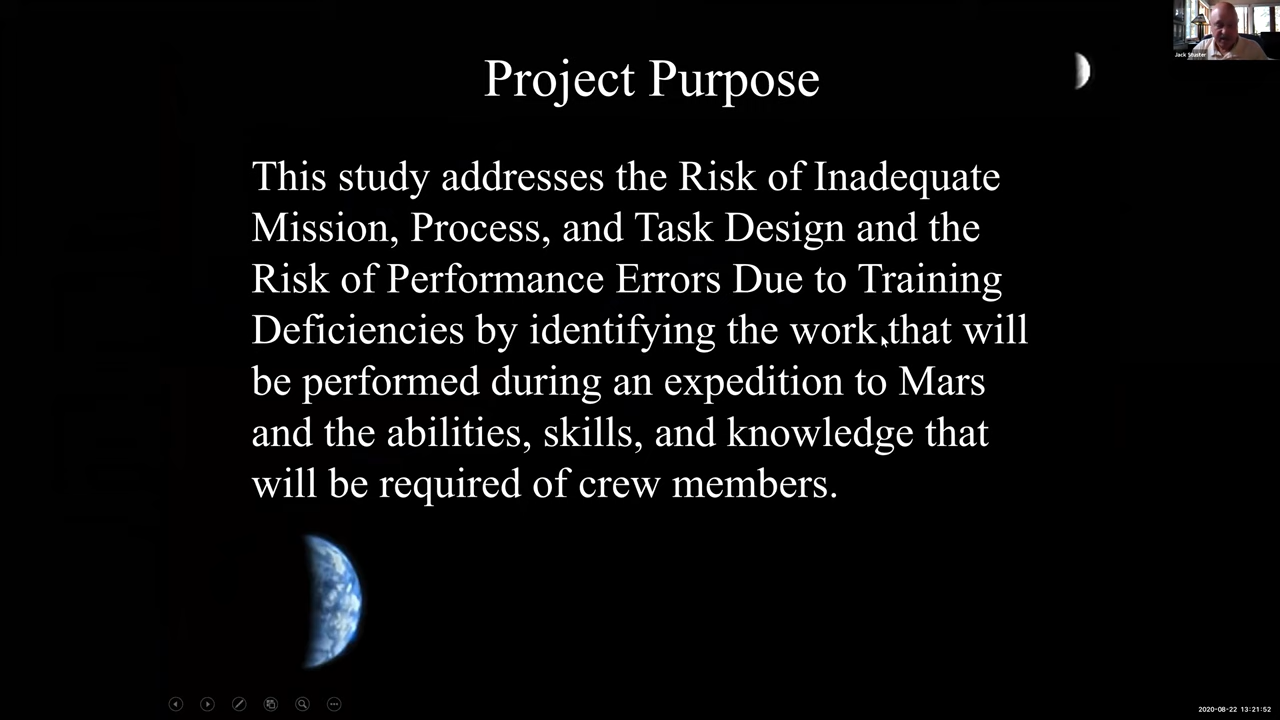 Project Purpose
Jack Stuster
This study addresses the Risk of Inadequate
Mission, Process, and Task Design and the
Risk of Performance Errors Due to Training
Deficiencies by identifying the work that will
be performed during an expedition to Mars
and the abilities, skills, and knowledge that
will be required of crew members.
2020-08-22 13:21:52